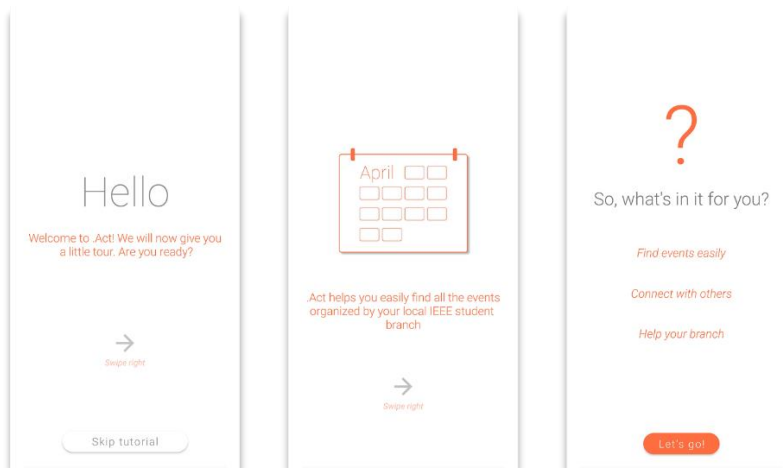 Hello
Welcome to .Act! We will now give you
a little tour. Are you ready?
Swipe right
Skip tutorial
April
.Act helps you easily find all the events
organized by your local IEEE student
branch
Swipe right
?
So, what's in it for you?
Find events easily
Connect with others
Help your branch
Let's go!